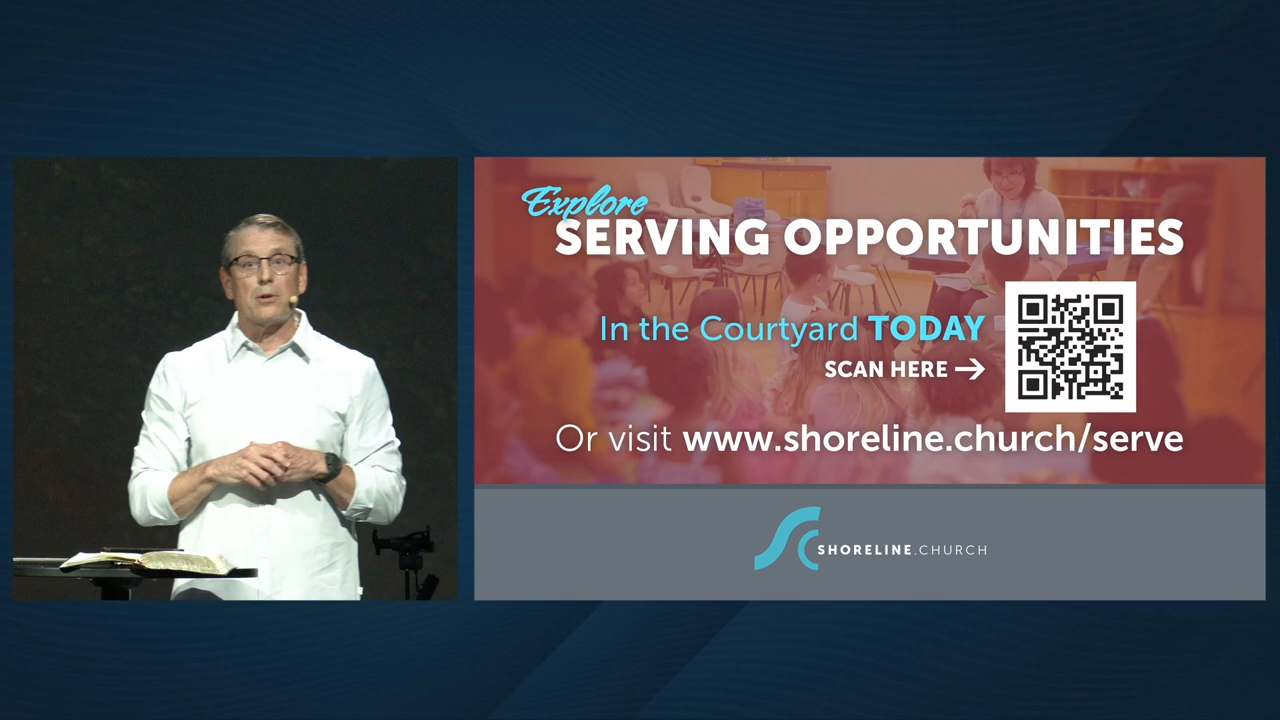 Explore
SERVING OPPORTUNITIES
In the Courtyard TODAY
SCAN HERE →
Or visit www.shoreline.church/serve
SHORELINE.CHURCH